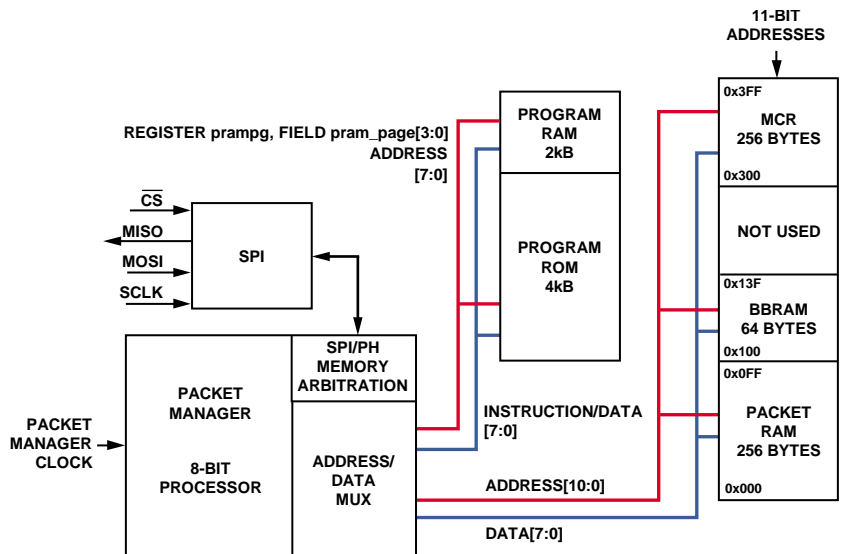 11-BIT
ADDRESSES
REGISTER prampg, FIELD pram_page[3:0]
ADDRESS
[7:0]
PROGRAM
RAM
2kB
PROGRAM
ROM
4kB
0x3FF
MCR
256 BYTES
0x300
NOT USED
0x13F
BBRAM
64 BYTES
0x100
0x0FF
PACKET
RAM
256 BYTES
0x000
CS
MISO
MOSI
SCLK
SPI
SPI/PH
MEMORY
ARBITRATION
PACKET
MANAGER
8-BIT
PROCESSOR
ADDRESS/
DATA
MUX
PACKET
MANAGER
CLOCK
INSTRUCTION/DATA
[7:0]
ADDRESS[10:0]
DATA[7:0]